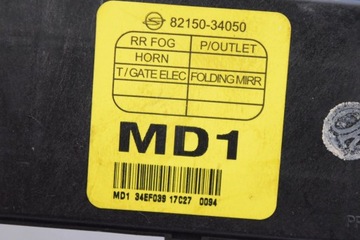 82150-34050
RR FOG P/OUTLET
HORN
T/GATE ELEC FOLDING MIRR
MD1
MD1 34EF039 17C27 0094